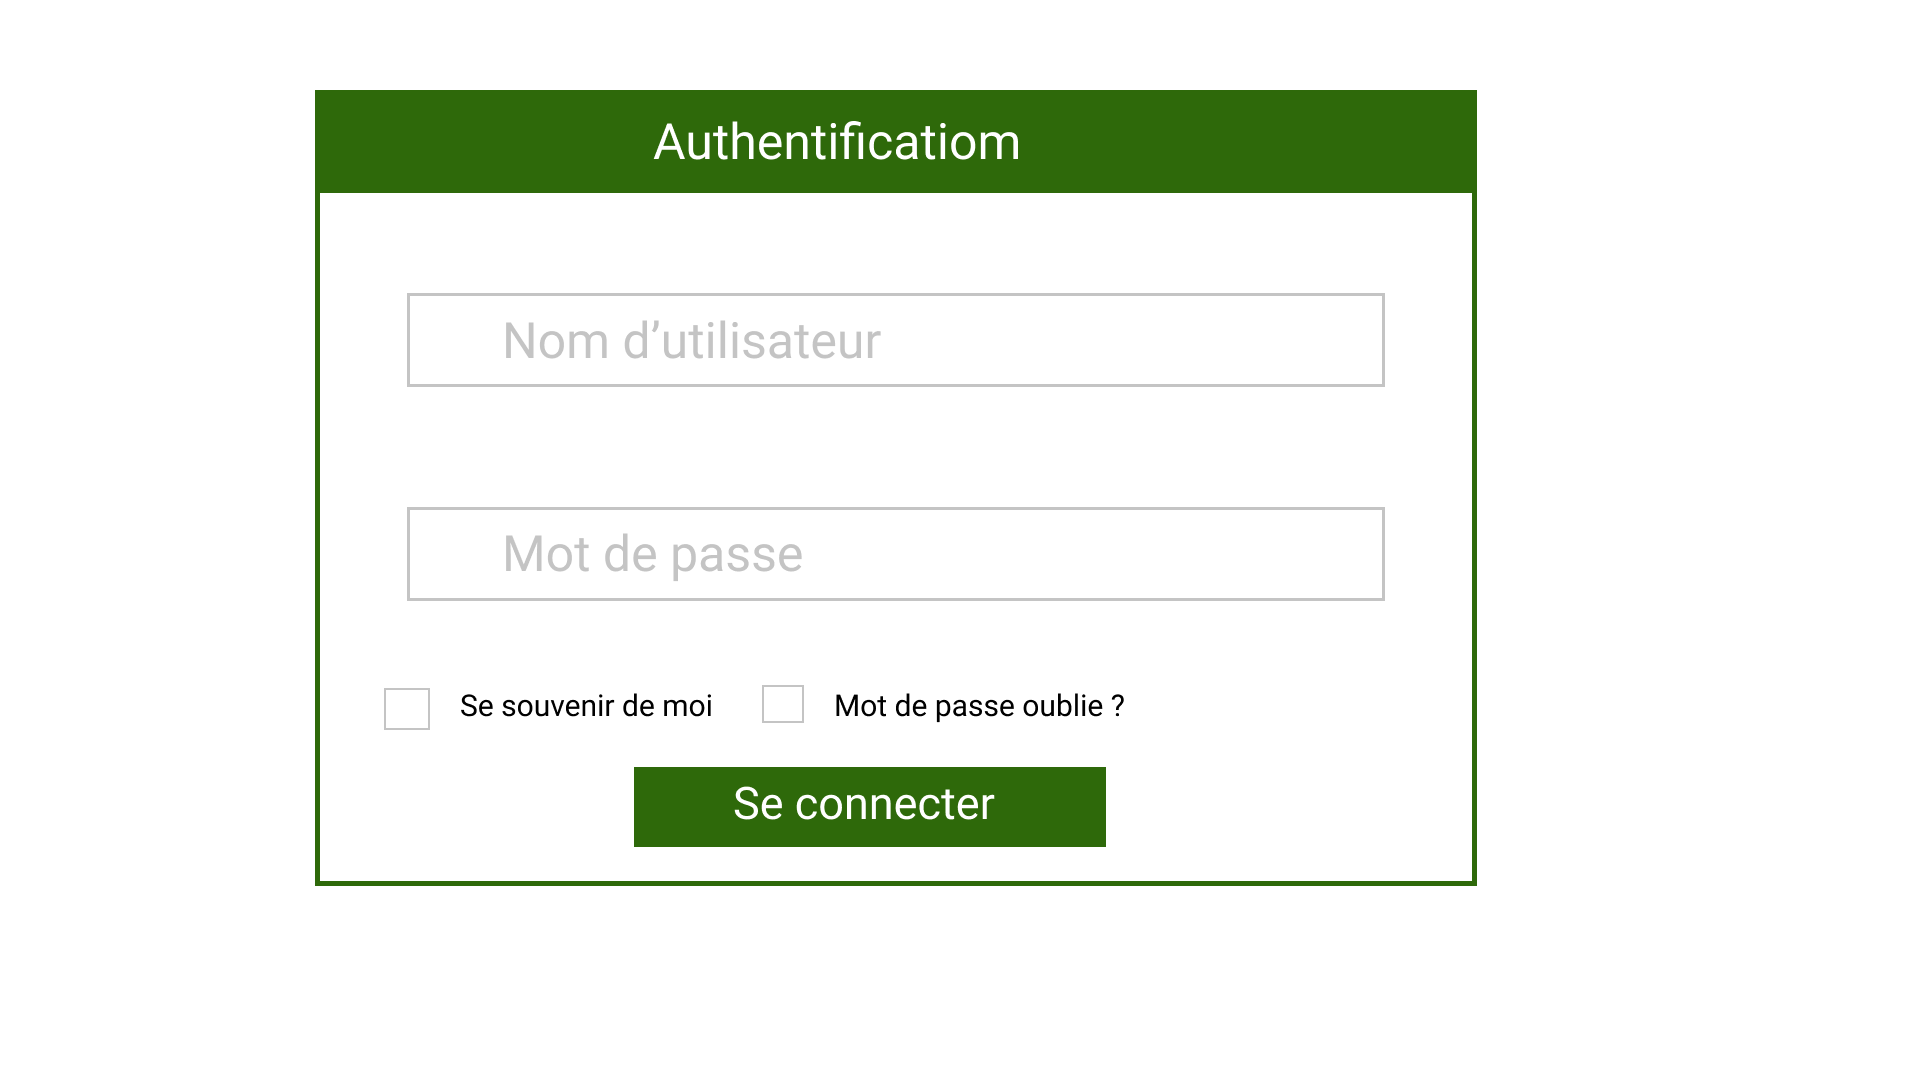 Authentificatiom
Nom d’utilisateur
Mot de passe
Se souvenir de moi
Mot de passe oublie ?
Se connecter